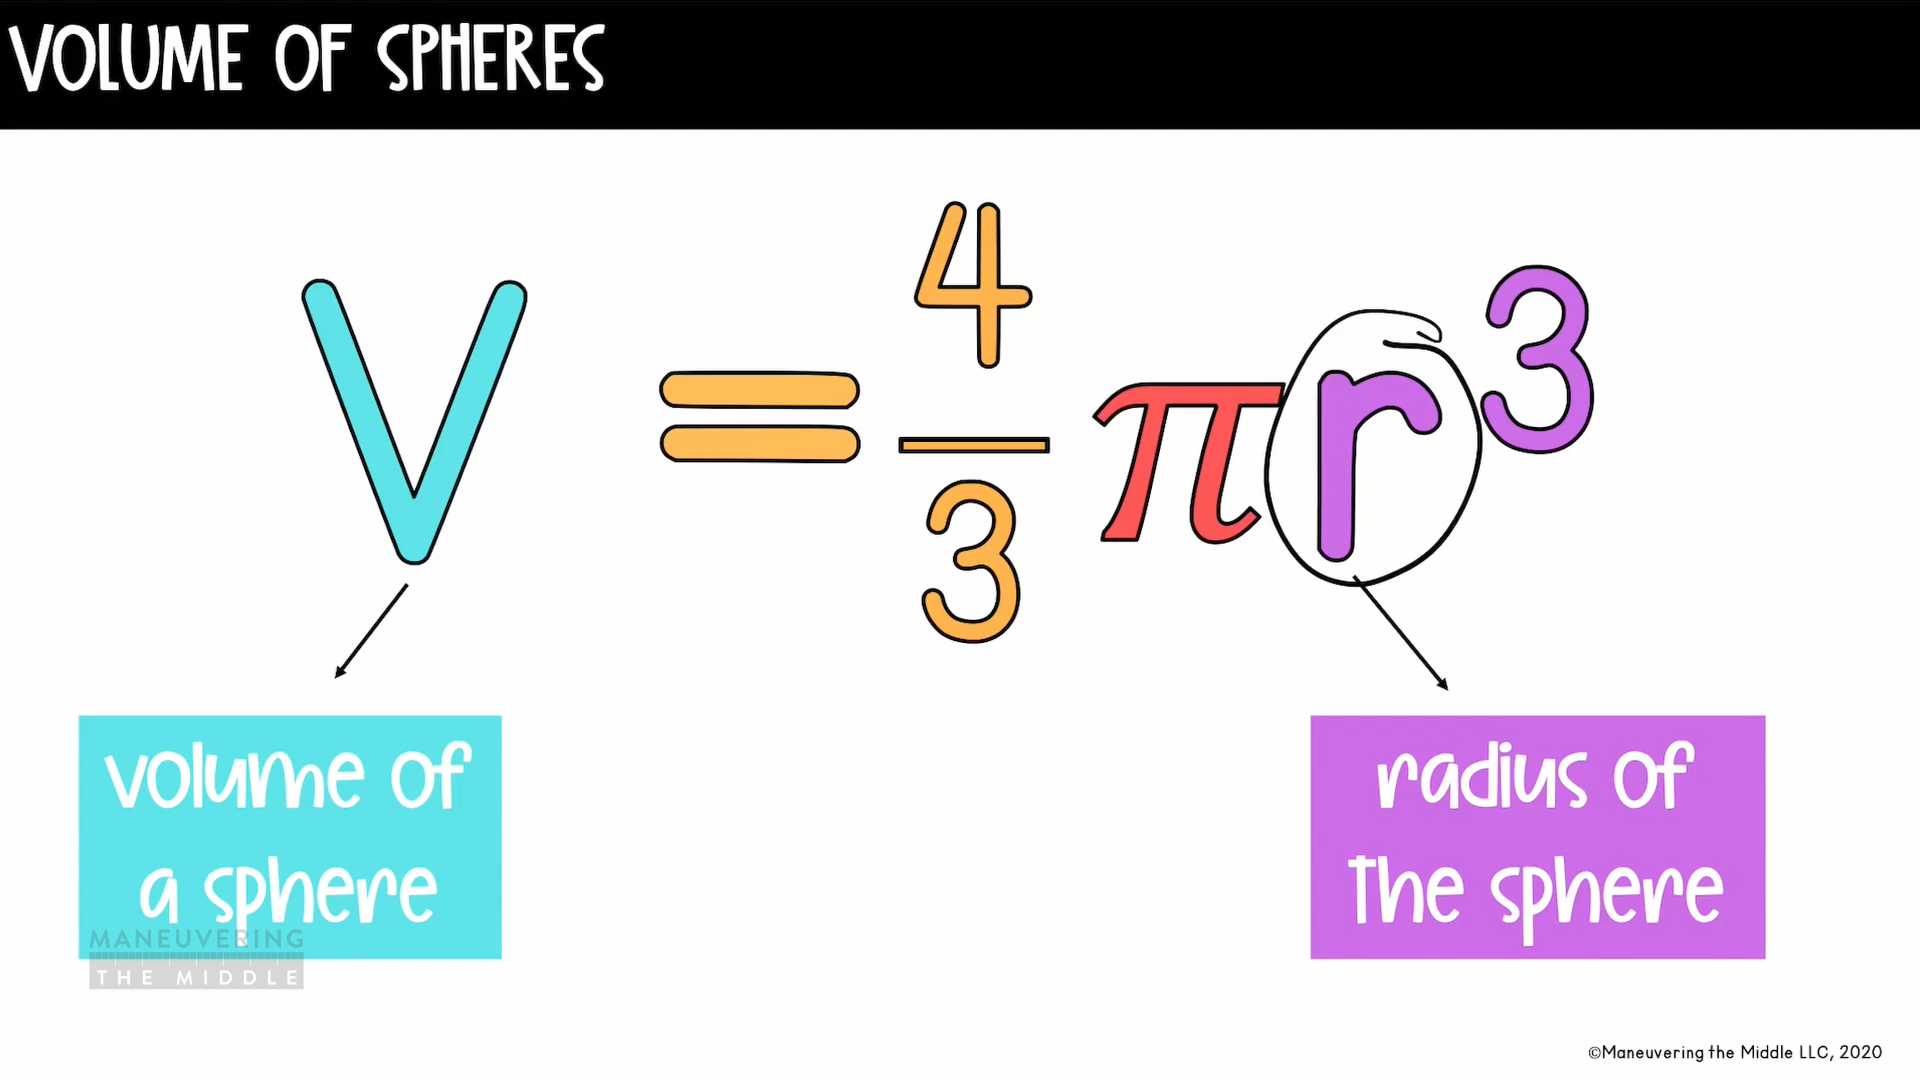 VOLUME OF SPHERES
V = 4/3 πr³
volume of
a sphere
radius of
the sphere
MANEUVERING
THE MIDDLE
©Maneuvering the Middle LLC, 2020